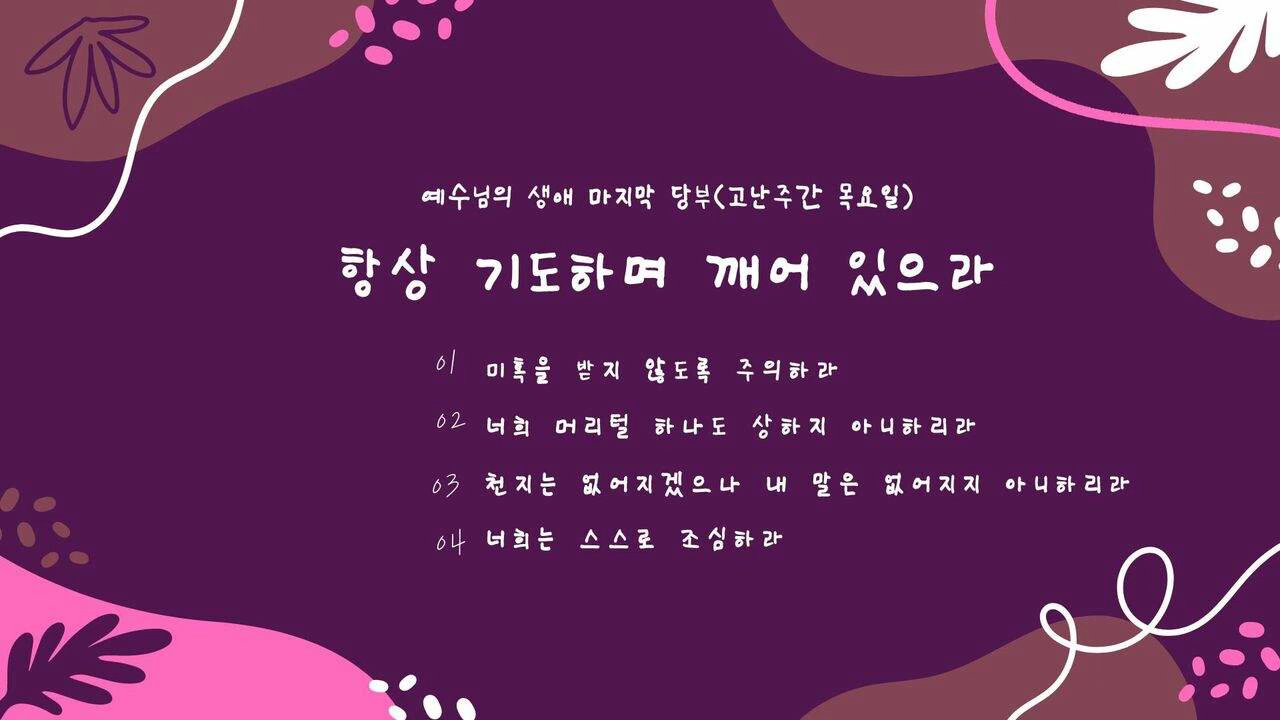 예수님의 생애 마지막 당부(고난주간 목요일)
항상 기도하며 깨어 있으라
01 미혹을 받지 않도록 주의하라
02 너희 머리털 하나도 상하지 아니하리라
03 천지는 없어지겠으나 내 말은 없어지지 아니하리라
04 너희는 스스로 조심하라